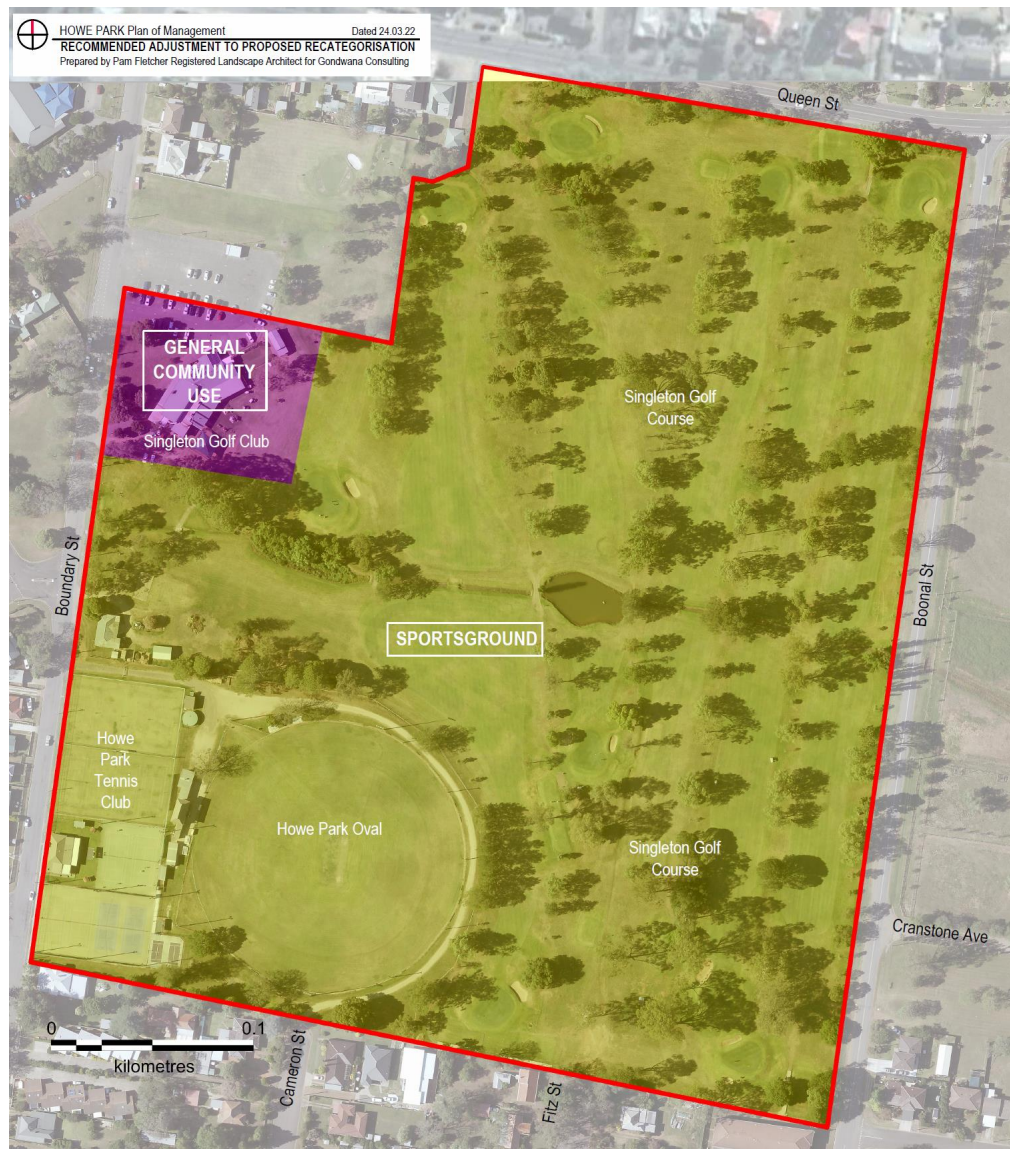 HOWE PARK Plan of Management Dated 24.03.22
RECOMMENDED ADJUSTMENT TO PROPOSED RECATEGORISATION
Prepared by Pam Fletcher Registered Landscape Architect for Gondwana Consulting
Queen St
GENERAL
COMMUNITY
USE
Singleton Golf Club
Singleton Golf
Course
Boundary St
Boonal St
SPORTSGROUND
Howe
Park
Tennis
Club
Howe Park Oval
Singleton Golf
Course
Cranstone Ave
0 0.1
kilometres
Cameron St
Fitz St